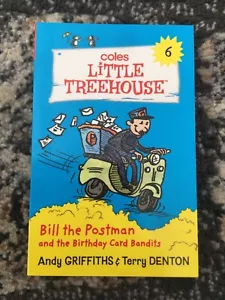 6
coles
LiTTLE
TREEHOUSE
Bill the Postman
and the Birthday Card Bandits
Andy GRIFFITHS & Terry DENTON